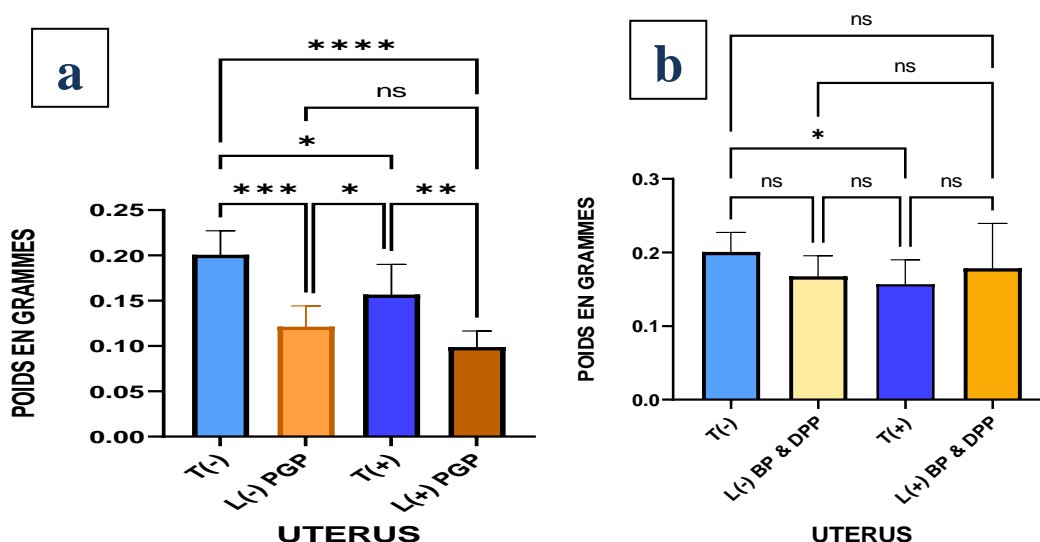 a
****
ns
*
***
*
**
POIDS EN GRAMMES
0.25
0.20
0.15
0.10
0.05
0.00
T(-)
L(-) PGP
T(+)
L(+) PGP
UTERUS
b
ns
ns
*
ns
ns
ns
POIDS EN GRAMMES
0.3
0.2
0.1
0.0
T(-)
L(-) BP & DPP
T(+)
L(+) BP & DPP
UTERUS